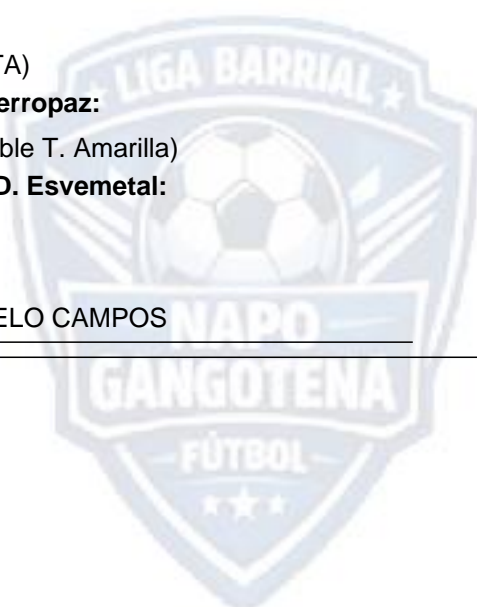 TA)
erropaz:
ble T. Amarilla)
D. Esvemetal:
ELO CAMPOS
LIGA BARRIAL
NAPO
GANGOTENA
FÚTBOL